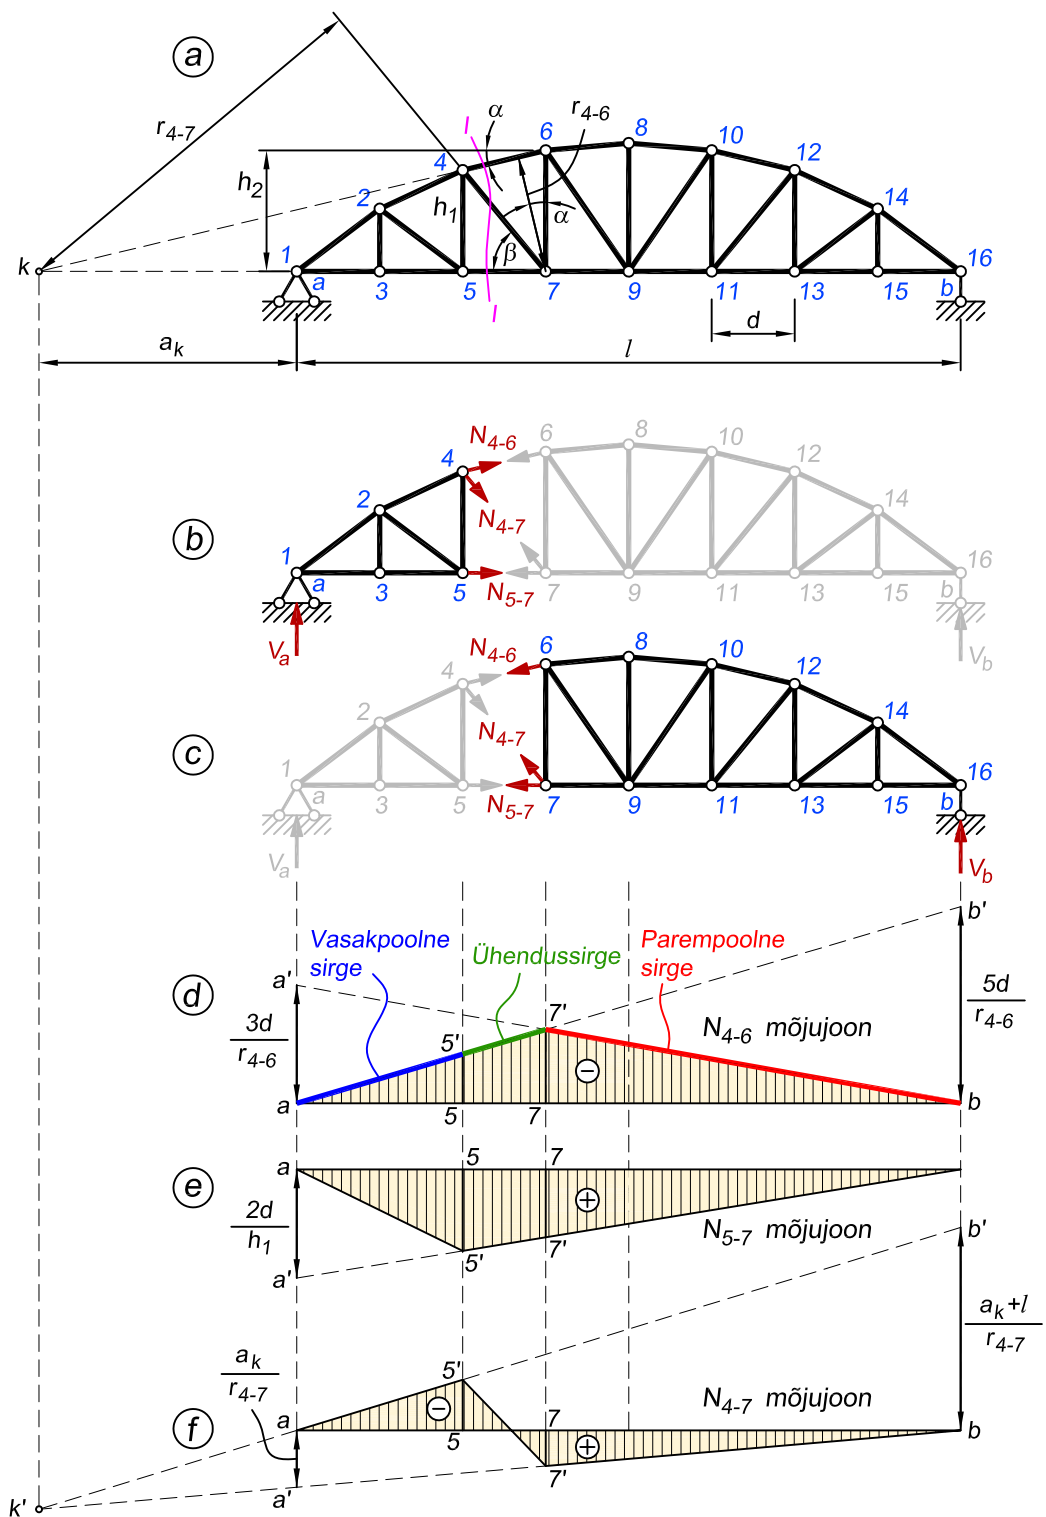 a
r4-7
α
r4-6
I
6
8
10
12
4
h2
2
h1
α
14
β
k
1
a
3
5
7
9
11
13
15
b
16
I
d
ak
l
b
N4-6
6
8
10
12
4
2
N4-7
14
1
a
3
5
N5-7
7
9
11
13
15
b
16
Va
Vb
c
N4-6
6
8
10
12
4
2
N4-7
14
1
a
3
5
N5-7
7
9
11
13
15
b
16
Va
Vb
b'
Vasakpoolne
sirge
Ühendussirge
Parempoolne
sirge
d
a'
3d
r4-6
5'
7'
N4-6 mõjujoon
5d
r4-6
−
a
5
7
b
e
a
5
7
2d
h1
+
N5-7 mõjujoon
a'
5'
7'
b'
ak
r4-7
ak+l
r4-7
5'
N4-7 mõjujoon
f
a
−
5
7
+
b
7'
a'
k'